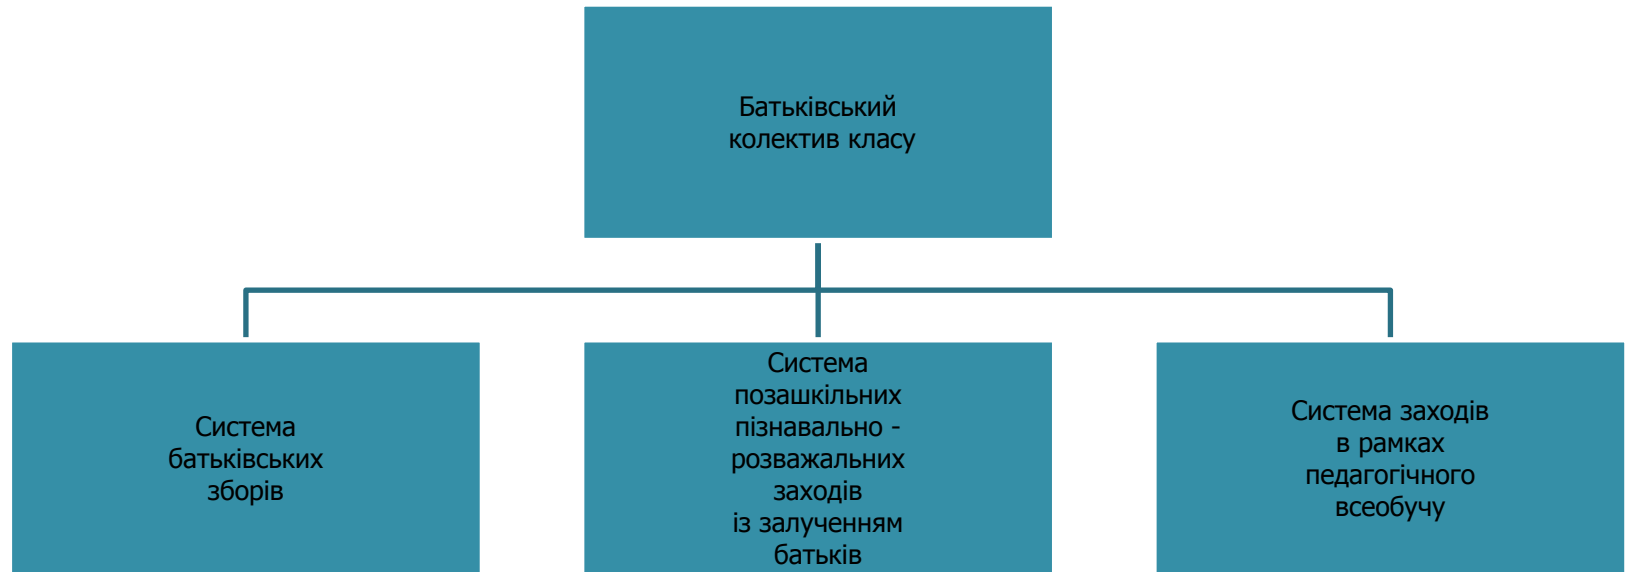 Батьківський
колектив класу
Система
батьківських
зборів
Система
позашкільних
пізнавально -
розважальних
заходів
із залученням
батьків
Система заходів
в рамках
педагогічного
всеобучу